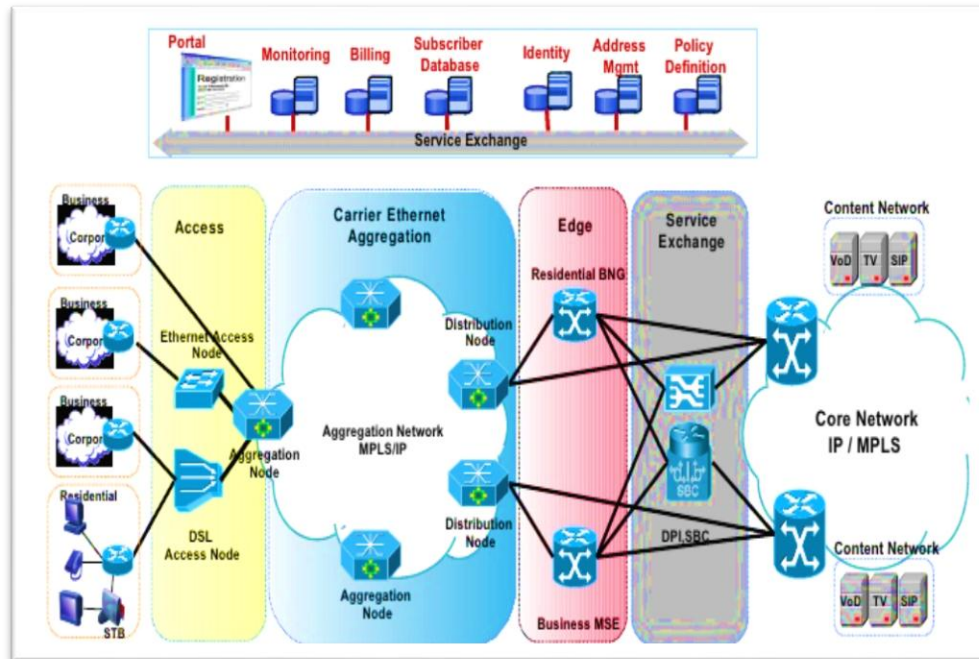 Portal
Monitoring
Billing
Subscriber
Database
Identity
Address
Mgmt
Policy
Definition
Registration
Service Exchange
Business
Corpor
Business
Corpor
Business
Corpor
Residential
STB
Access
Ethernet Access
Node
DSL
Access Node
Carrier Ethernet
Aggregation
Aggregation
Node
Aggregation Network
MPLS/IP
Distribution
Node
Distribution
Node
Aggregation
Node
Edge
Residential BNG
Business MSE
Service
Exchange
SBC
DPI,SBC
Content Network
VoD
TV
SIP
Core Network
IP / MPLS
Content Network
VoD
TV
SIP